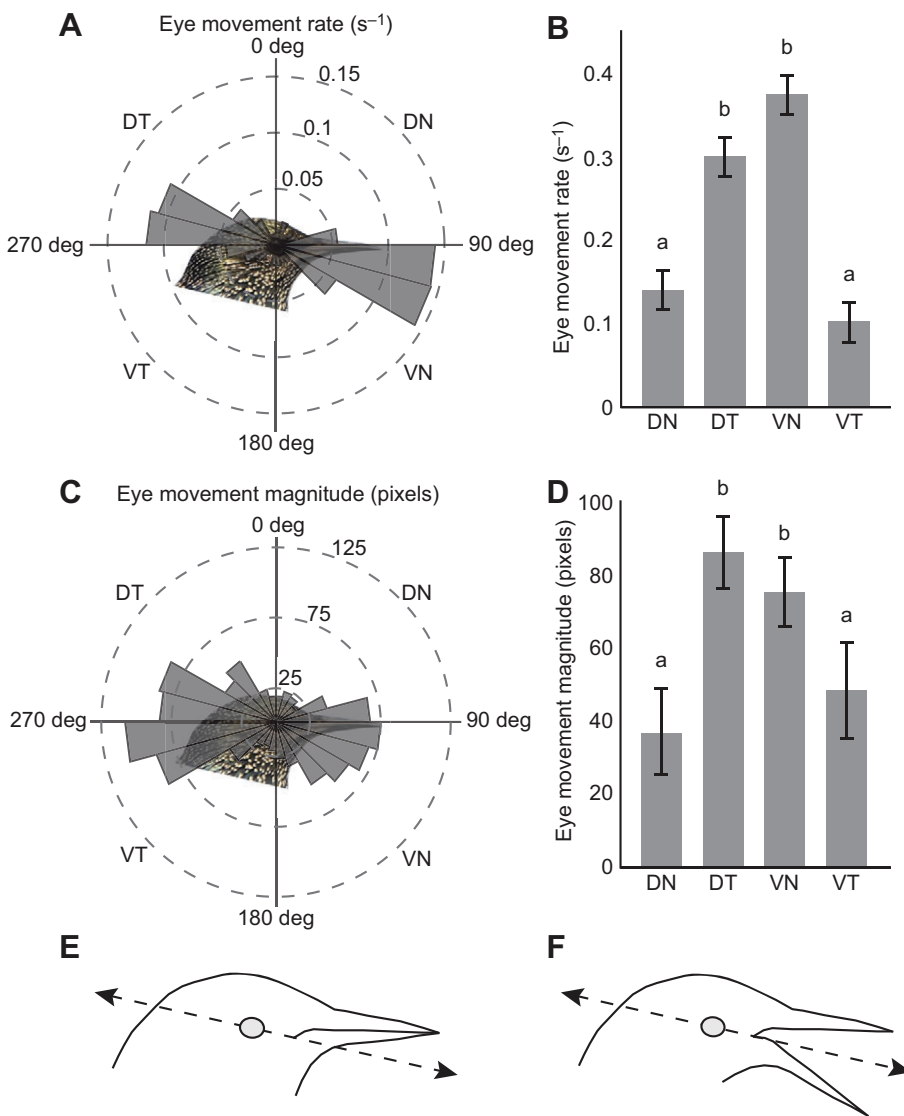 A
Eye movement rate (s–1)
0 deg
0.15
0.1
0.05
DT
DN
270 deg
90 deg
VT
VN
180 deg
B
Eye movement rate (s–1)
0.4
0.3
0.2
0.1
0
a
b
b
a
DN DT VN VT
C
Eye movement magnitude (pixels)
0 deg
125
75
25
DT
DN
270 deg
90 deg
VT
VN
180 deg
D
Eye movement magnitude (pixels)
100
80
60
40
20
0
a
b
b
a
DN DT VN VT
E
F